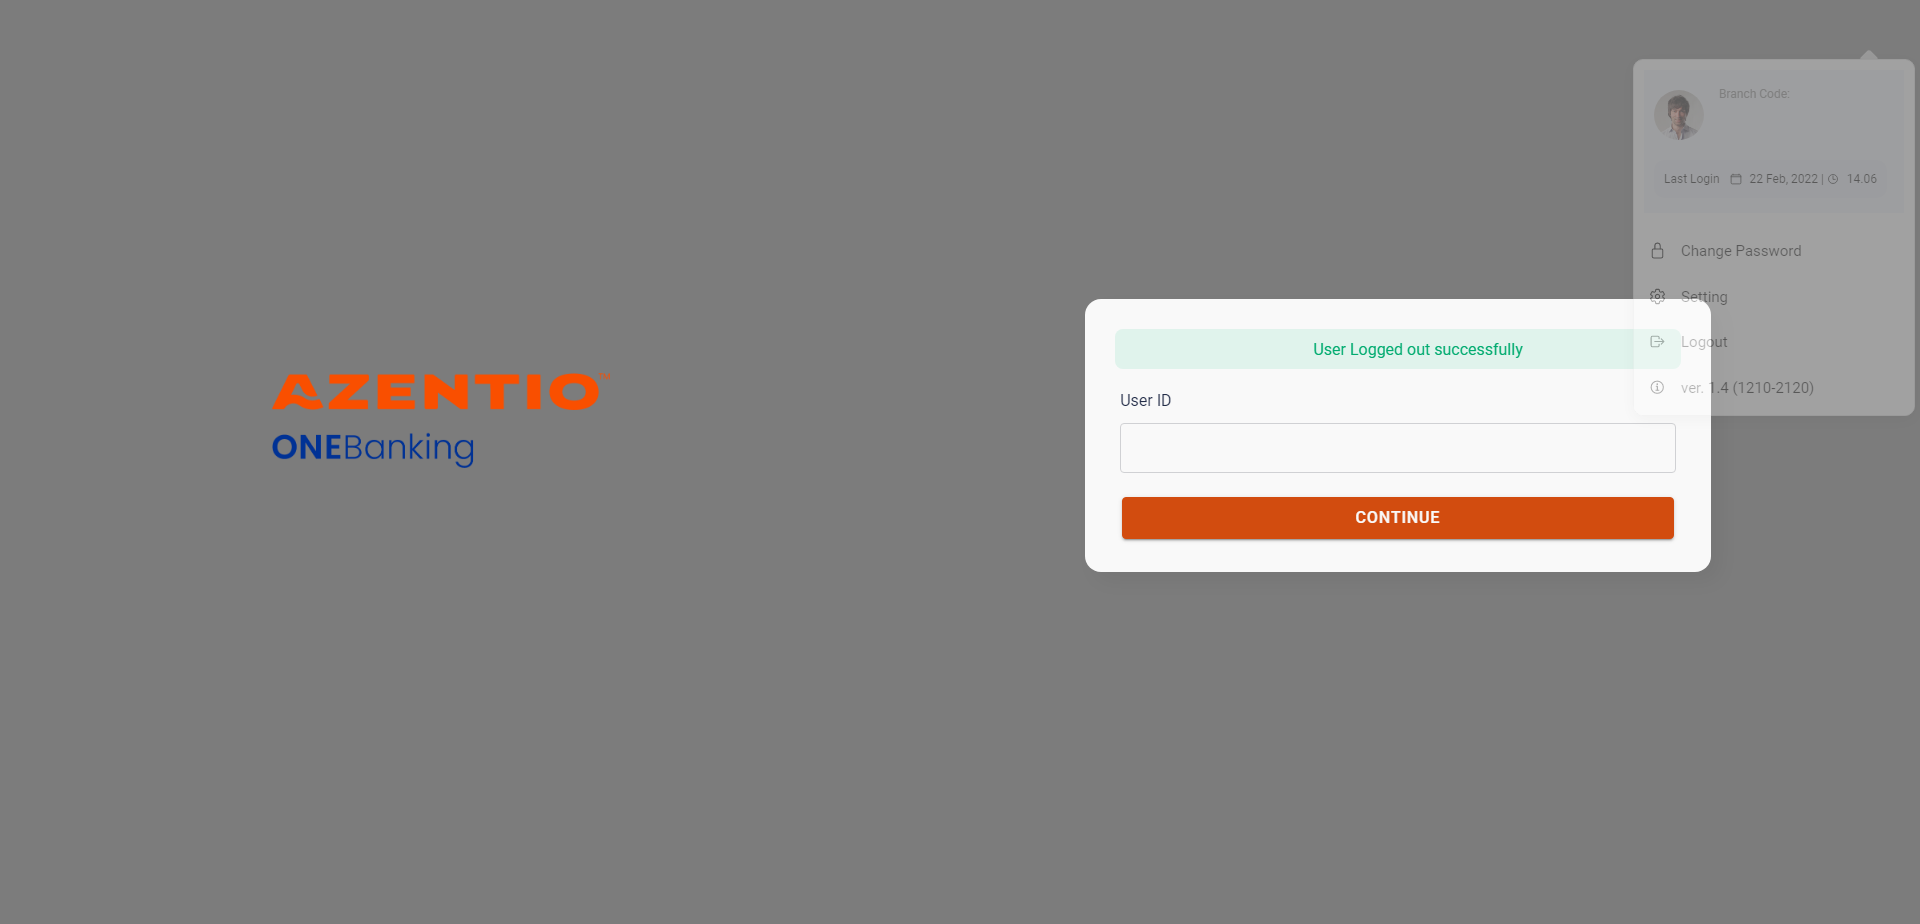 Branch Code:
Last Login 22 Feb, 2022 | 14.06
Change Password
Setting
Logout
ver. 1.4 (1210-2120)
AZENTIO
ONEBanking
User Logged out successfully
User ID
CONTINUE